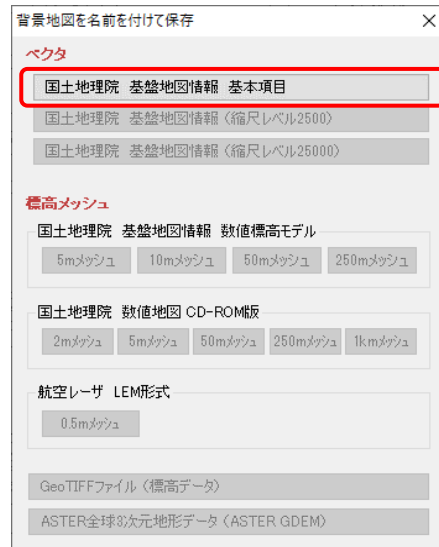 背景地図を名前を付けて保存
ベクタ
国土地理院 基盤地図情報 基本項目
国土地理院 基盤地図情報（縮尺レベル2500）
国土地理院 基盤地図情報（縮尺レベル25000）
標高メッシュ
国土地理院 基盤地図情報 数値標高モデル
5mメッシュ 10mメッシュ 50mメッシュ 250mメッシュ
国土地理院 数値地図 CD-ROM版
2mメッシュ 5mメッシュ 50mメッシュ 250mメッシュ 1kmメッシュ
航空レーザ LEM形式
0.5mメッシュ
GeoTIFFファイル（標高データ）
ASTER全球3次元地形データ（ASTER GDEM）